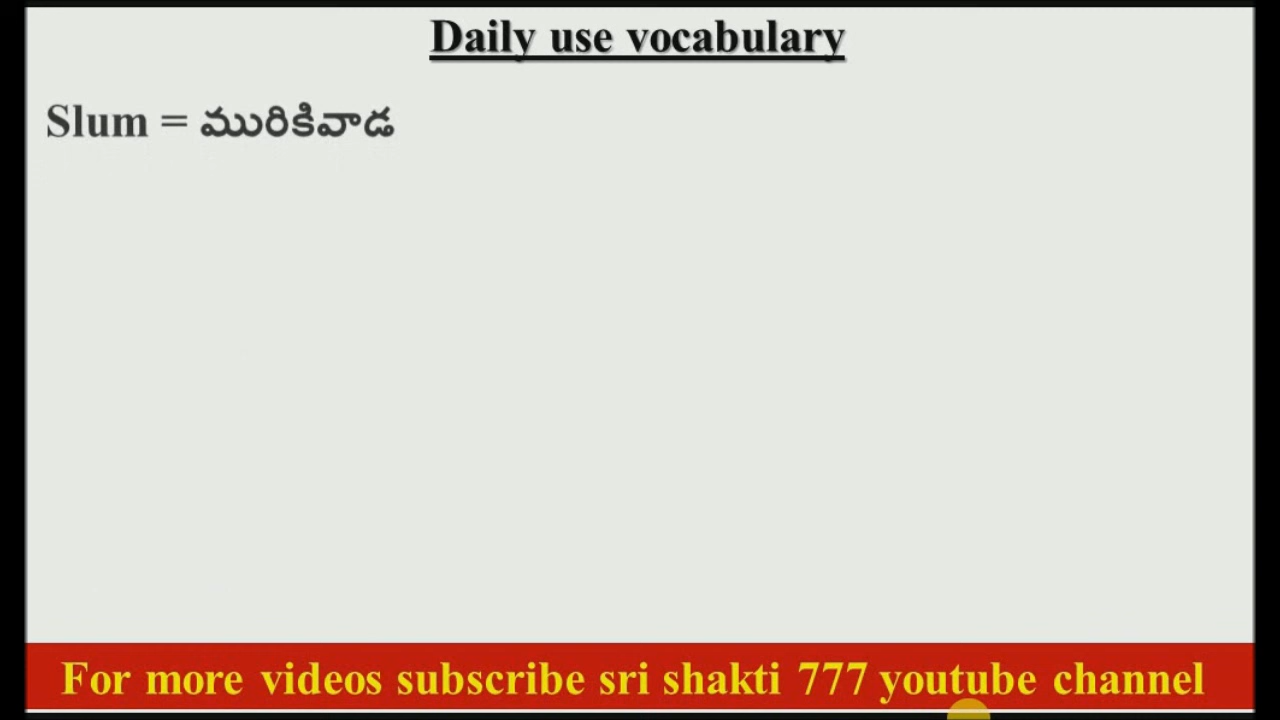 Daily use vocabulary
Slum = మురికివాడ
For more videos subscribe sri shakti 777 youtube channel